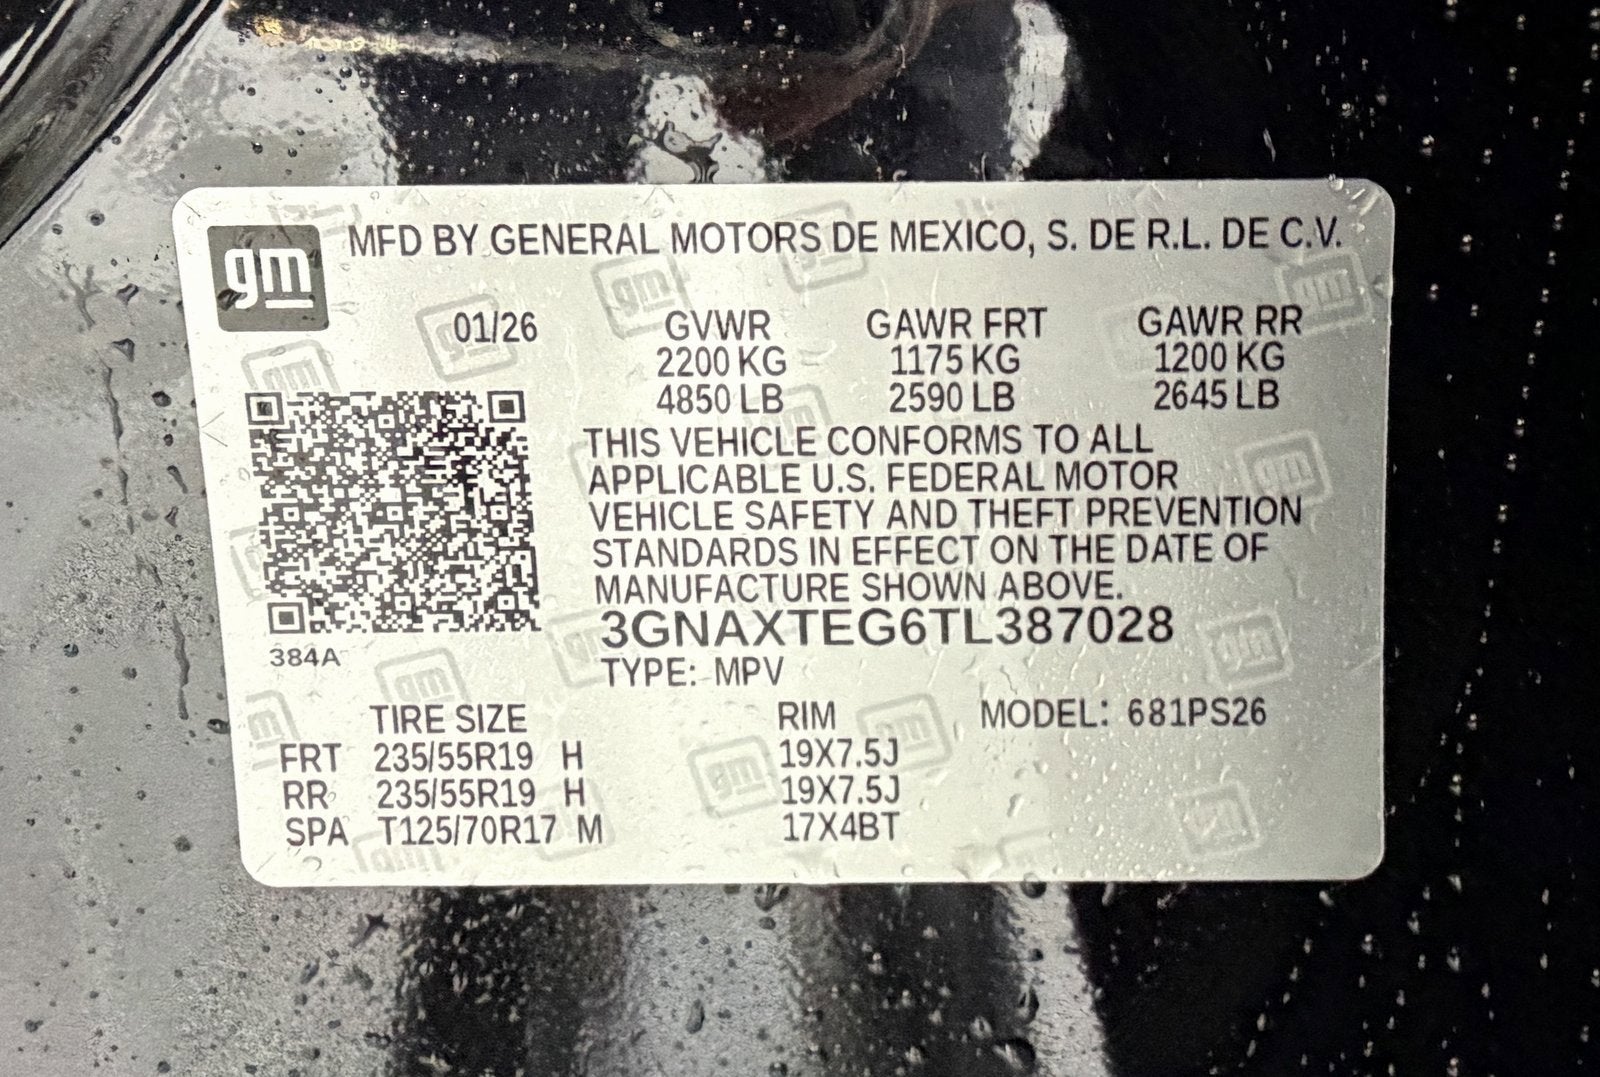 gm MFD BY GENERAL MOTORS DE MEXICO, S. DE R.L. DE C.V.
01/26 GVWR GAWR FRT GAWR RR
2200 KG 1175 KG 1200 KG
4850 LB 2590 LB 2645 LB
THIS VEHICLE CONFORMS TO ALL
APPLICABLE U.S. FEDERAL MOTOR
VEHICLE SAFETY AND THEFT PREVENTION
STANDARDS IN EFFECT ON THE DATE OF
MANUFACTURE SHOWN ABOVE.
3GNAXTEG6TL387028
384A
TYPE: MPV
TIRE SIZE RIM MODEL: 681PS26
FRT 235/55R19 H 19X7.5J
RR 235/55R19 H 19X7.5J
SPA T125/70R17 M 17X4BT